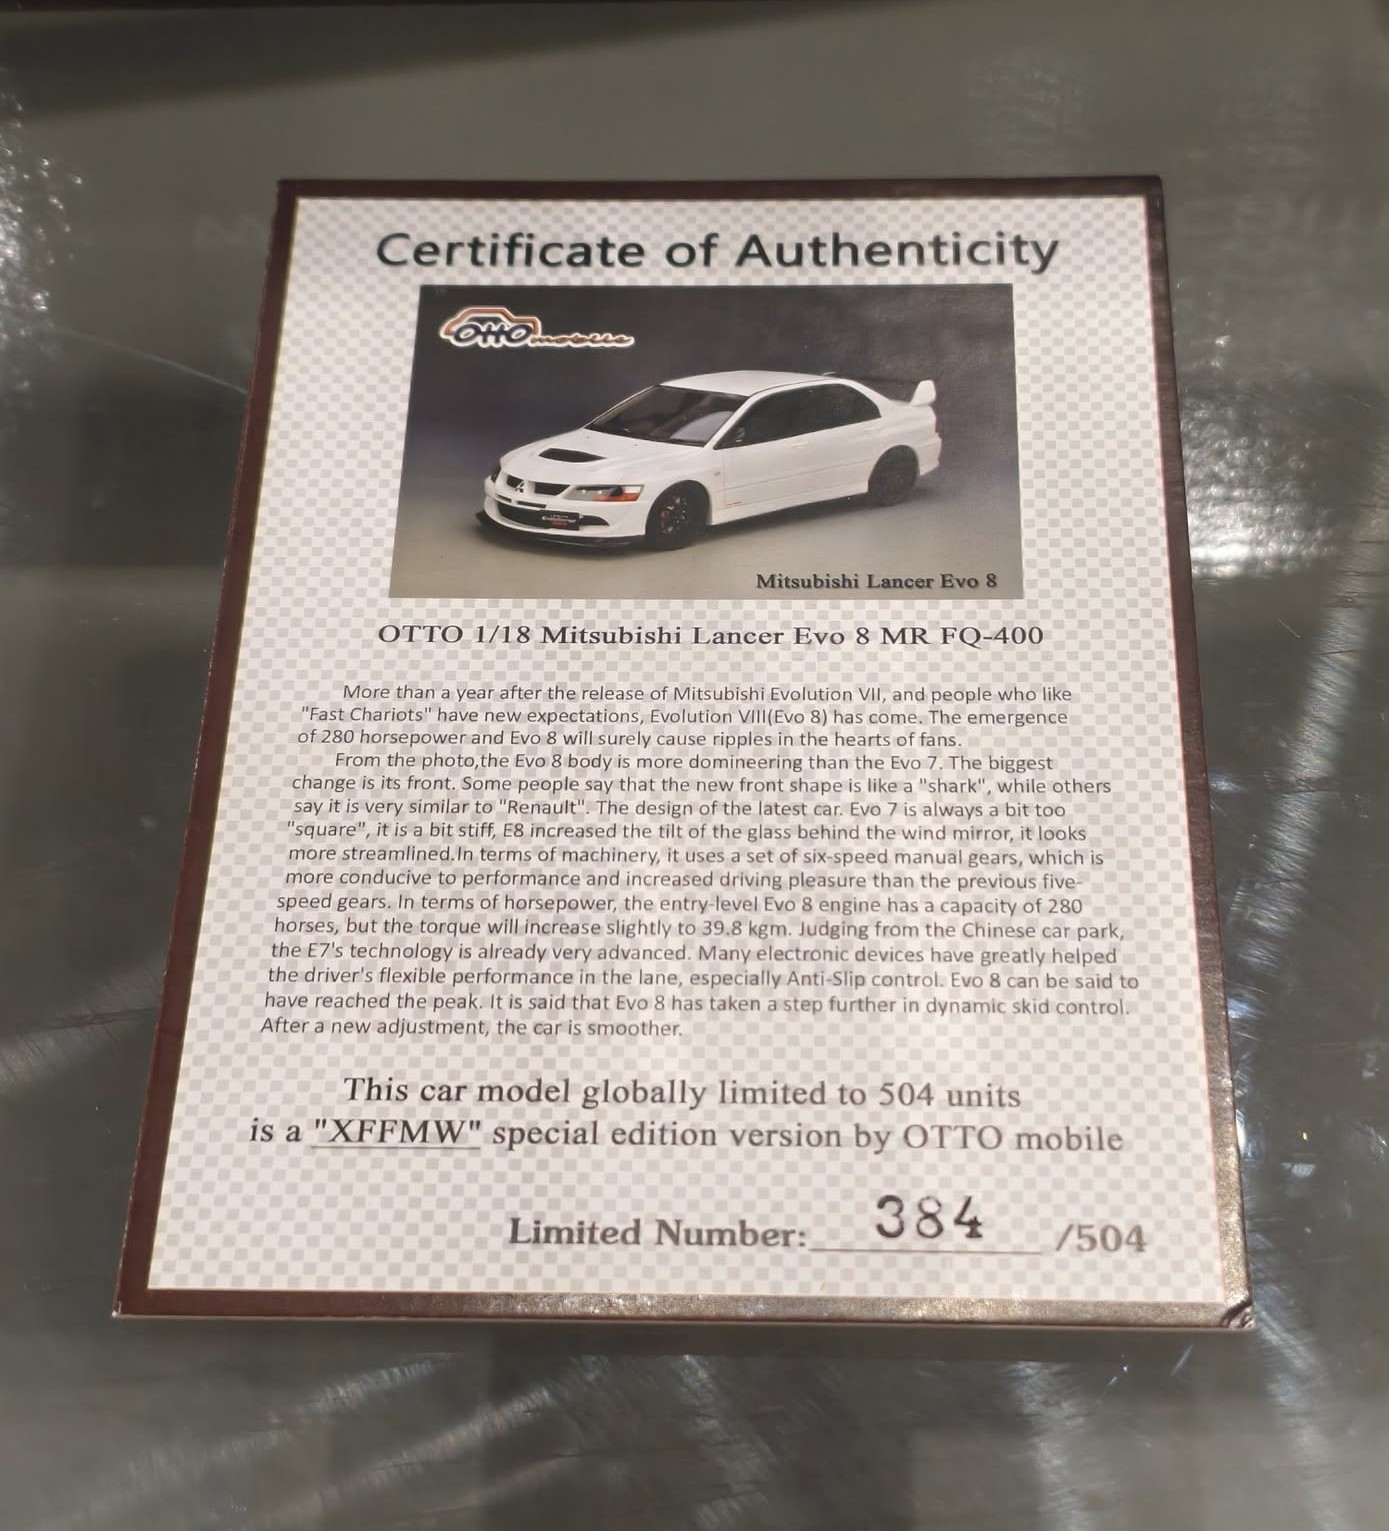 Certificate of Authenticity
OTTO mobile
Mitsubishi Lancer Evo 8
OTTO 1/18 Mitsubishi Lancer Evo 8 MR FQ-400
More than a year after the release of Mitsubishi Evolution VII, and people who like
"Fast Chariots" have new expectations, Evolution VIII(Evo 8) has come. The emergence
of 280 horsepower and Evo 8 will surely cause ripples in the hearts of fans.
From the photo,the Evo 8 body is more domineering than the Evo 7. The biggest
change is its front. Some people say that the new front shape is like a "shark", while others
say it is very similar to "Renault". The design of the latest car. Evo 7 is always a bit too
"square", it is a bit stiff, E8 increased the tilt of the glass behind the wind mirror, it looks
more streamlined.In terms of machinery, it uses a set of six-speed manual gears, which is
more conducive to performance and increased driving pleasure than the previous five-
speed gears. In terms of horsepower, the entry-level Evo 8 engine has a capacity of 280
horses, but the torque will increase slightly to 39.8 kgm. Judging from the Chinese car park,
the E7's technology is already very advanced. Many electronic devices have greatly helped
the driver's flexible performance in the lane, especially Anti-Slip control. Evo 8 can be said to
have reached the peak. It is said that Evo 8 has taken a step further in dynamic skid control.
After a new adjustment, the car is smoother.
This car model globally limited to 504 units
is a "XFFMW" special edition version by OTTO mobile
Limited Number: 384 /504